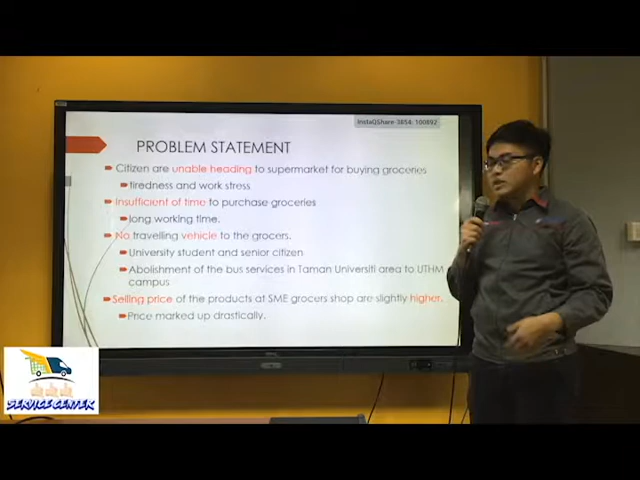 InstaQShare-3854: 100892
PROBLEM STATEMENT
Citizen are unable heading to supermarket for buying groceries
tiredness and work stress
Insufficient of time to purchase groceries
long working time.
No travelling vehicle to the grocers.
University student and senior citizen
Abolishment of the bus services in Taman Universiti area to UTHM
campus
Selling price of the products at SME grocers shop are slightly higher.
Price marked up drastically.
SERVICE CENTER